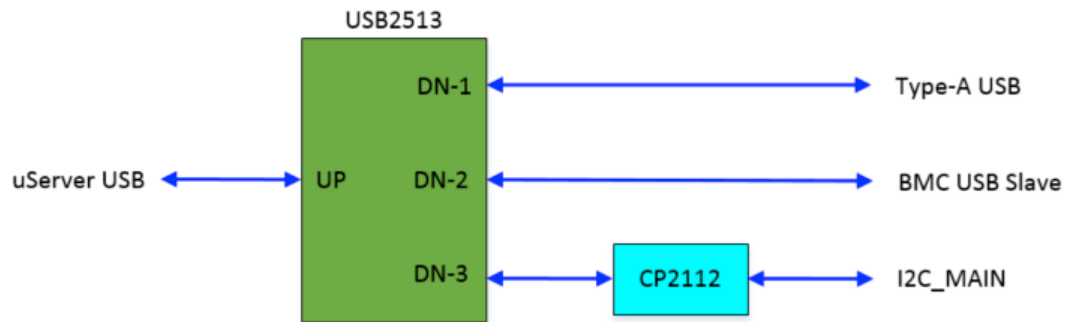 USB2513
DN-1
Type-A USB
uServer USB
UP
DN-2
BMC USB Slave
DN-3
CP2112
I2C_MAIN